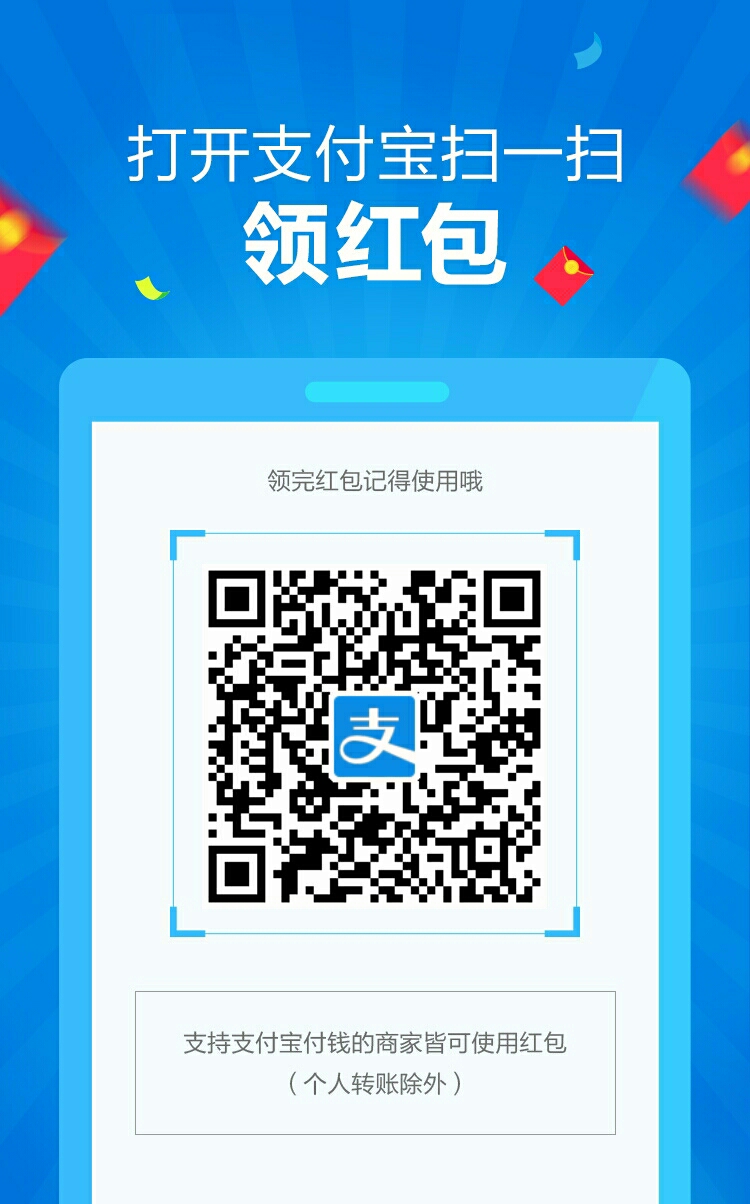 打开支付宝扫一扫
领红包
领完红包记得使用哦
支
支持支付宝付钱的商家皆可使用红包
（个人转账除外）